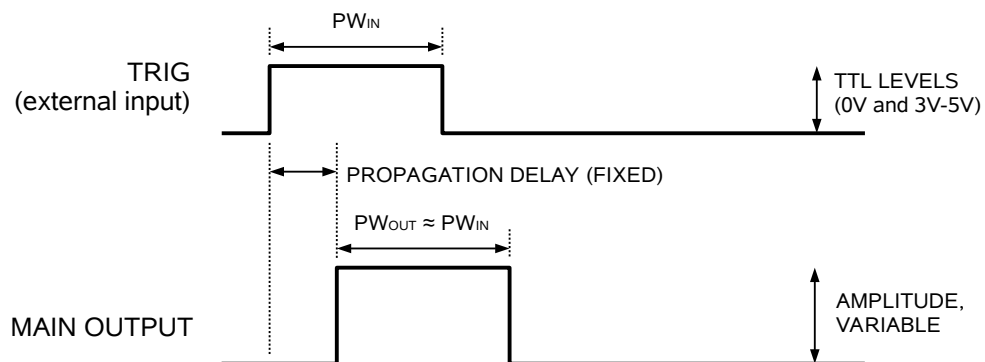 PWIN
TRIG
(external input)
TTL LEVELS
(0V and 3V-5V)
PROPAGATION DELAY (FIXED)
PWOUT ≈ PWIN
MAIN OUTPUT
AMPLITUDE,
VARIABLE